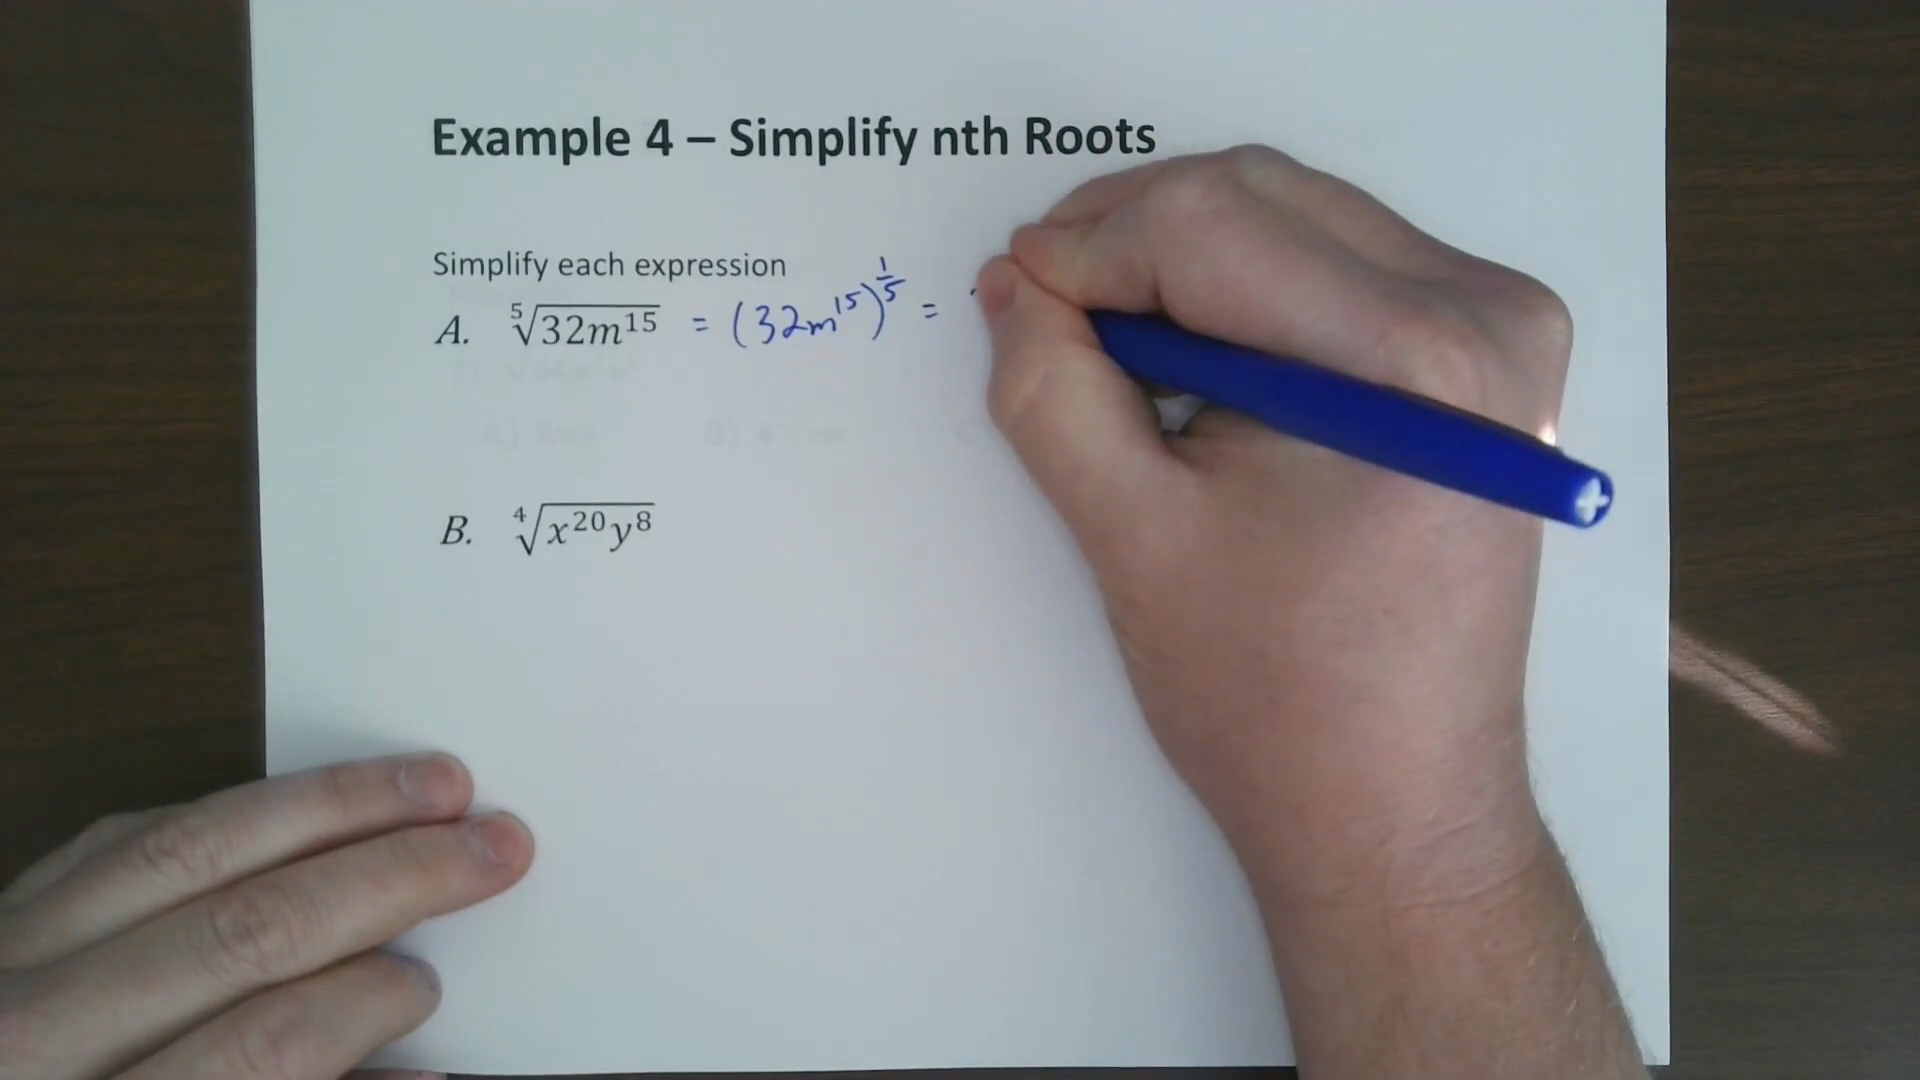 Example 4 – Simplify nth Roots
Simplify each expression
A. ⁵√32m¹⁵ = (32m¹⁵)^(1/5) =
B. ⁴√x²⁰y⁸